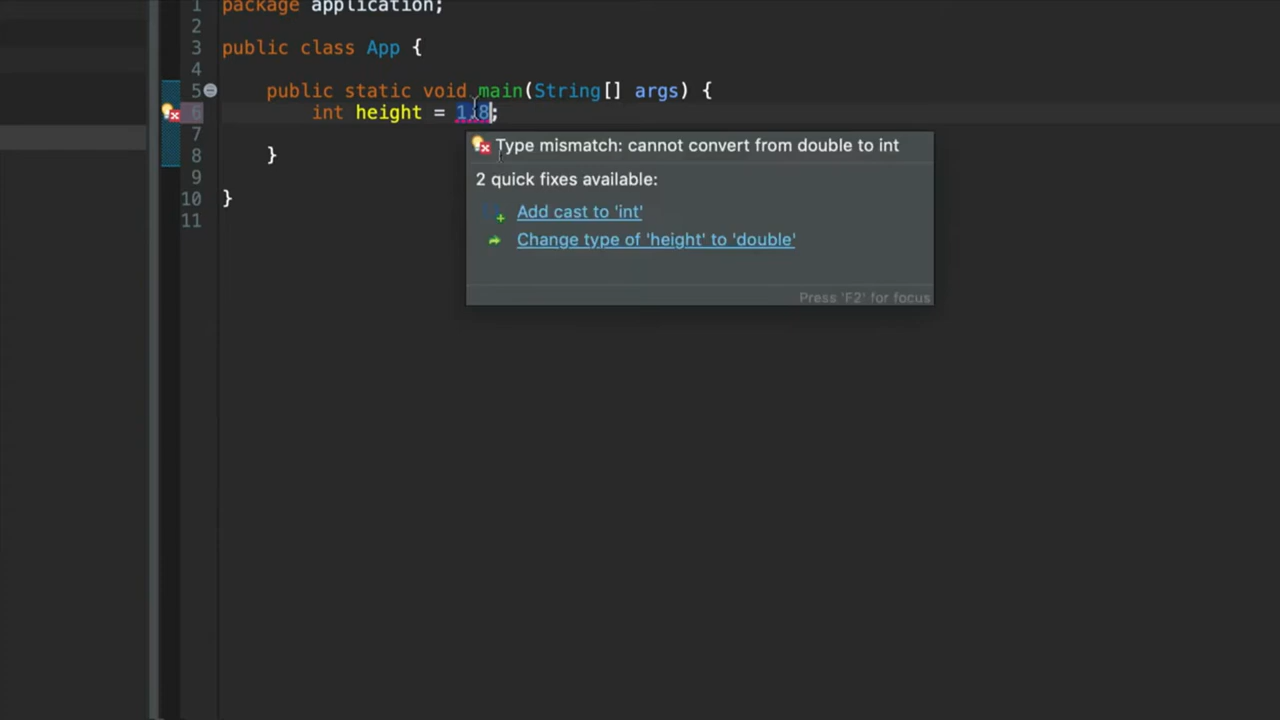 1 package application;
2
3 public class App {
4
5 public static void main(String[] args) {
6 int height = 1.8;
7
8 }
9
10 }
11
Type mismatch: cannot convert from double to int
2 quick fixes available:
Add cast to 'int'
Change type of 'height' to 'double'
Press 'F2' for focus